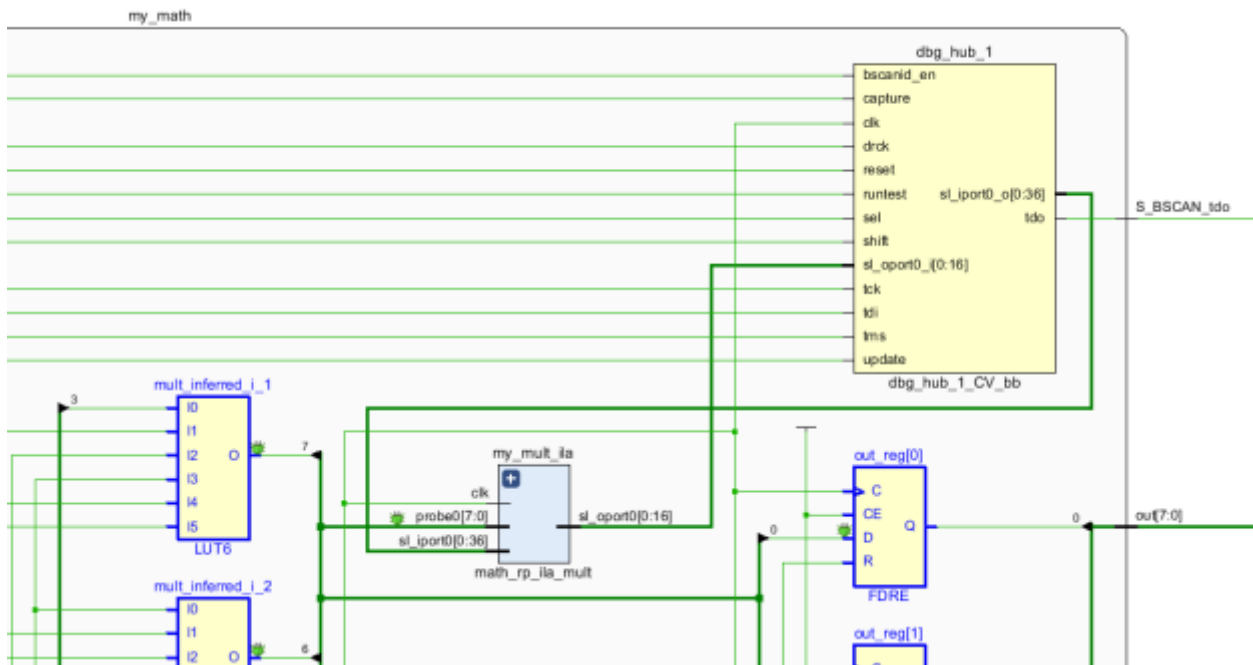 my_math
dbg_hub_1
bscanid_en
capture
clk
drck
reset
runtest
sl_iport0_o[0:36]
S_BSCAN_tdo
sel
tdo
shift
sl_oport0_i[0:16]
tck
tdi
tms
update
dbg_hub_1_CV_bb
mult_inferred_i_1
3
I0
I1
I2
O
7
I3
I4
I5
LUT6
my_mult_ila
clk
probe0[7:0]
sl_oport0[0:16]
sl_iport0[0:36]
math_rp_ila_mult
out_reg[0]
C
CE
Q
0
out[7:0]
0
D
R
FDRE
mult_inferred_i_2
I0
I1
I2
O
6
out_reg[1]